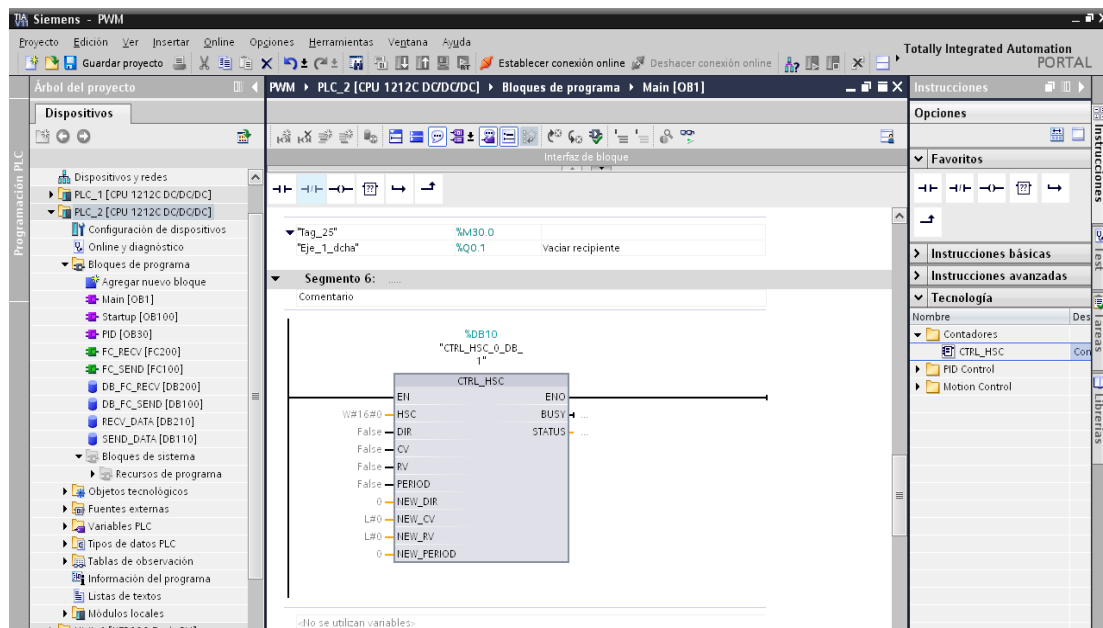 Siemens - PWM
Proyecto Edición Ver Insertar Online Opciones Herramientas Ventana Ayuda
Guardar proyecto
Establecer conexión online Deshacer conexión online
Totally Integrated Automation
PORTAL
Árbol del proyecto
PWM PLC_2 [CPU 1212C DC/DC/DC] Bloques de programa Main [OB1]
Instrucciones
Programación PLC
Dispositivos
Dispositivos y redes
PLC_1 [CPU 1212C DC/DC/DC]
PLC_2 [CPU 1212C DC/DC/DC]
Configuración de dispositivos
Online y diagnóstico
Bloques de programa
Agregar nuevo bloque
Main [OB1]
Startup [OB100]
PID [OB30]
FC_RECV [FC200]
FC_SEND [FC100]
DB_FC_RECV [DB200]
DB_FC_SEND [DB100]
RECV_DATA [DB210]
SEND_DATA [DB110]
Bloques de sistema
Recursos de programa
Objetos tecnológicos
Fuentes externas
Variables PLC
Tipos de datos PLC
Tablas de observación
Información del programa
Listas de textos
Módulos locales
Interfaz de bloque
"Tag_25" %M30.0
"Eje_1_dcha" %Q0.1 Vaciar recipiente
Segmento 6: .....
Comentario
%DB10
"CTRL_HSC_0_DB_
1"
CTRL_HSC
EN ENO
W#16#0 HSC BUSY ...
False DIR STATUS ...
False CV
False RV
False PERIOD
0 NEW_DIR
L#0 NEW_CV
L#0 NEW_RV
0 NEW_PERIOD
<No se utilizan variables>
Opciones
Favoritos
Instrucciones básicas
Instrucciones avanzadas
Tecnología
Nombre Des
Contadores
CTRL_HSC Con
PID Control
Motion Control
Instrucciones
Test
Tareas
Librerías